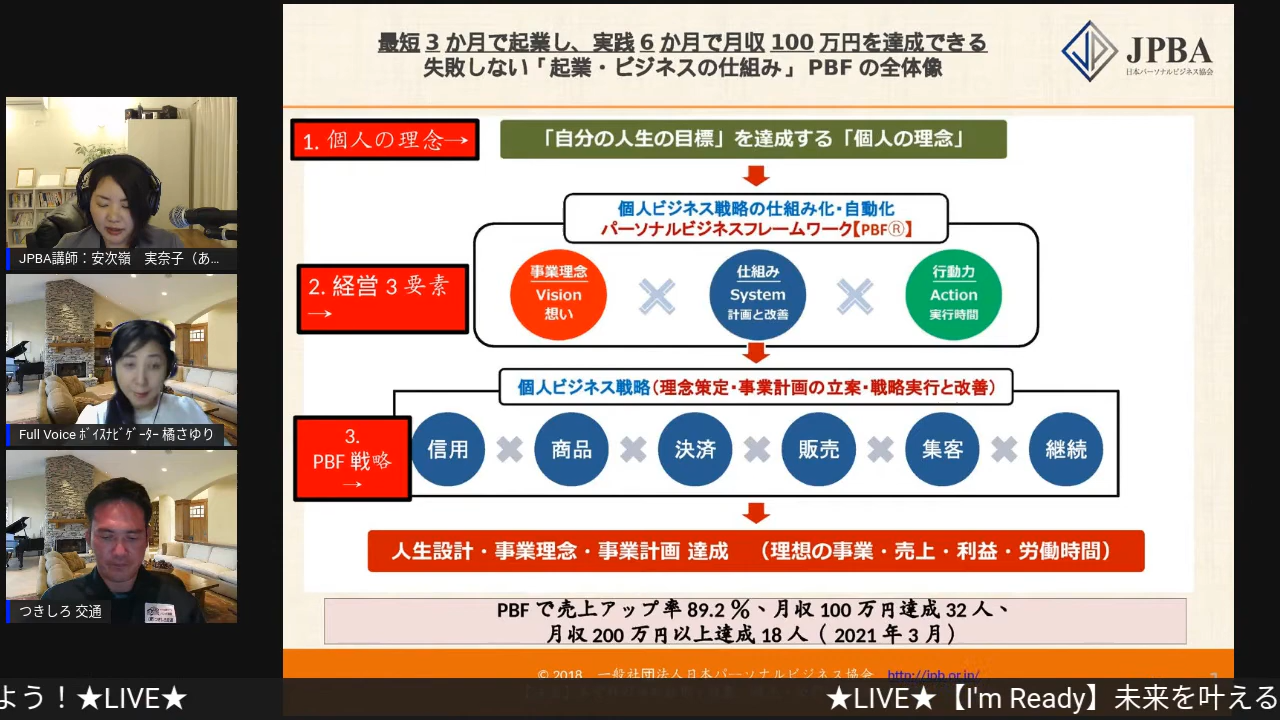 最短 3 か月で起業し、実践 6 か月で月収 100 万円を達成できる
失敗しない「起業・ビジネスの仕組み」 PBF の全体像
JPBA
日本パーソナルビジネス協会
1. 個人の理念→
「自分の人生の目標」を達成する「個人の理念」
個人ビジネス戦略の仕組み化・自動化
パーソナルビジネスフレームワーク【PBF®】
2. 経営 3 要素
→
事業理念
Vision
想い
仕組み
System
計画と改善
行動力
Action
実行時間
個人ビジネス戦略(理念策定・事業計画の立案・戦略実行と改善)
3.
PBF 戦略
→
信用
商品
決済
販売
集客
継続
人生設計・事業理念・事業計画 達成 （理想の事業・売上・利益・労働時間）
PBF で売上アップ率 89.2 %、月収 100 万円達成 32 人、
月収 200 万円以上達成 18 人（ 2021 年 3 月）
© 2018 一般社団法人日本パーソナルビジネス協会 http://jpb.or.jp/
JPBA講師：安次嶺 実奈子（あ...
Full Voice ﾎﾞｲｽﾅﾋﾞｹﾞｰﾀｰ 橘さゆり
つきしろ 交通
よう！★LIVE★
★LIVE★【I'm Ready】未来を叶える